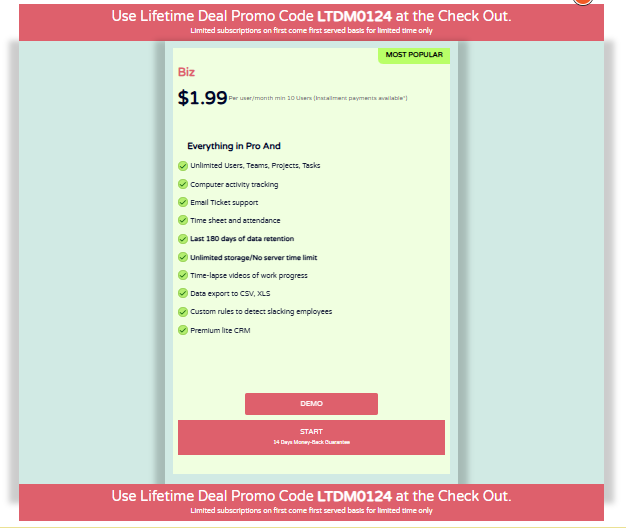 Use Lifetime Deal Promo Code LTDM0124 at the Check Out.
Limited subscriptions on first come first served basis for limited time only
MOST POPULAR
Biz
$1.99 Per user/month min 10 Users (Installment payments available*)
Everything in Pro And
Unlimited Users, Teams, Projects, Tasks
Computer activity tracking
Email Ticket support
Time sheet and attendance
Last 180 days of data retention
Unlimited storage/No server time limit
Time-lapse videos of work progress
Data export to CSV, XLS
Custom rules to detect slacking employees
Premium lite CRM
DEMO
START
14 Days Money-Back Guarantee
Use Lifetime Deal Promo Code LTDM0124 at the Check Out.
Limited subscriptions on first come first served basis for limited time only